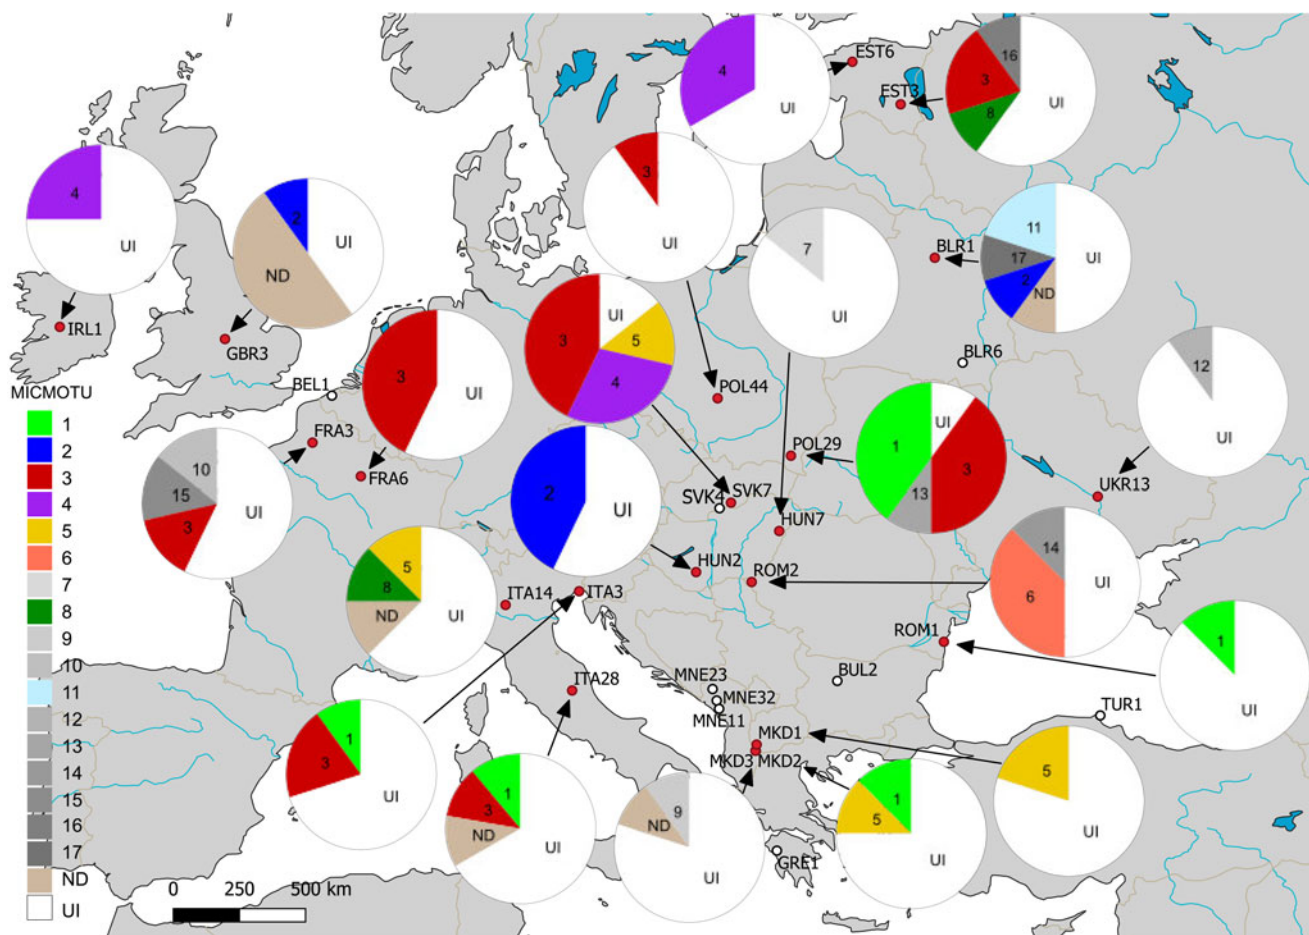 4
UI
EST6
16
3
8
UI
EST3
3
UI
4
UI
2
UI
ND
7
UI
11
17
2
ND
UI
BLR1
IRL1
GBR3
3
UI
5
4
3
UI
BLR6
12
UI
MICMOTU
1
2
3
4
5
6
7
8
9
10
11
12
13
14
15
16
17
ND
UI
BEL1
FRA3
FRA6
POL44
POL29
1
UI
3
13
UKR13
10
15
3
UI
2
UI
SVK4
SVK7
HUN7
HUN2
ROM2
14
6
UI
5
8
ND
UI
ITA14
ITA3
ROM1
1
UI
ITA28
MNE23
MNE32
MNE11
BUL2
TUR1
MKD1
MKD3
MKD2
1
3
UI
1
3
ND
UI
9
ND
UI
GRE1
1
5
UI
5
UI
0
250
500 km